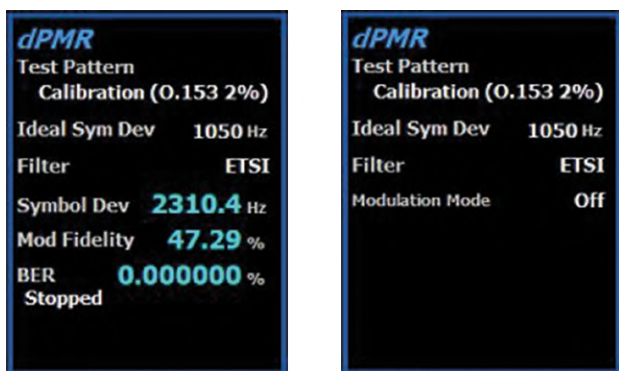 dPMR
Test Pattern
Calibration (O.153 2%)
Ideal Sym Dev 1050 Hz
Filter ETSI
Symbol Dev 2310.4 Hz
Mod Fidelity 47.29 %
BER 0.000000 %
Stopped
dPMR
Test Pattern
Calibration (O.153 2%)
Ideal Sym Dev 1050 Hz
Filter ETSI
Modulation Mode Off